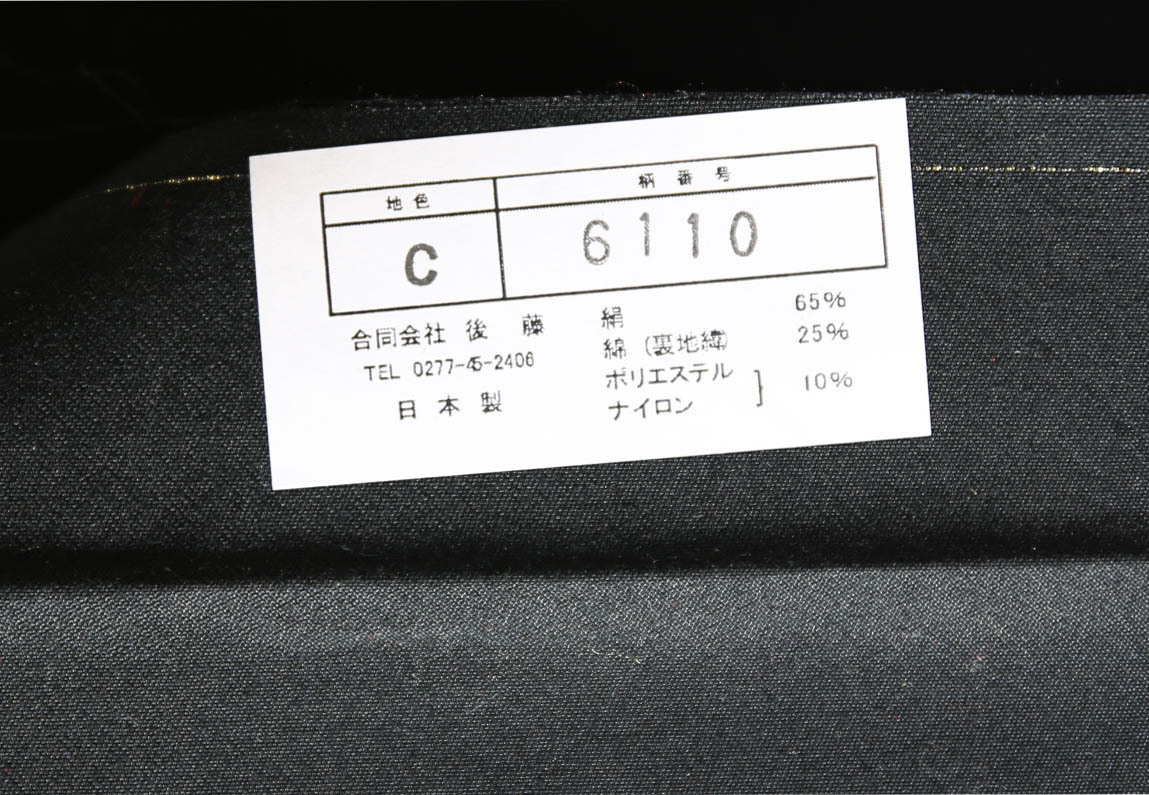 地色 柄番号
C 6110
合同会社 後藤 絹 65%
TEL 0277-45-2406 綿（裏地緯） 25%
日本製 ポリエステル
ナイロン } 10%